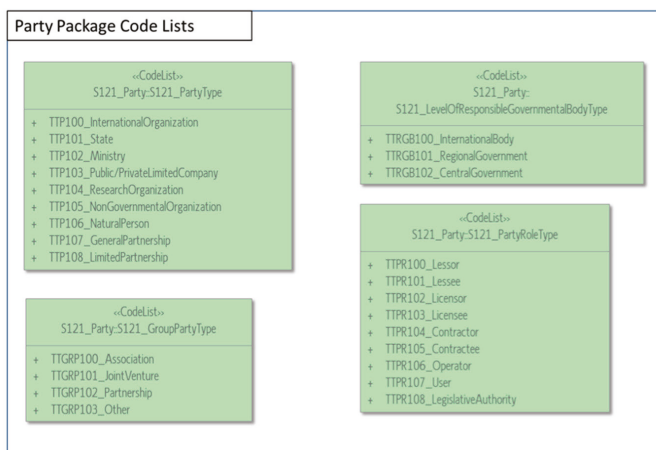 Party Package Code Lists
«CodeList»
S121_Party::S121_PartyType
+ TTP100_InternationalOrganization
+ TTP101_State
+ TTP102_Ministry
+ TTP103_Public/PrivateLimitedCompany
+ TTP104_ResearchOrganization
+ TTP105_NonGovernmentalOrganization
+ TTP106_NaturalPerson
+ TTP107_GeneralPartnership
+ TTP108_LimitedPartnership
«CodeList»
S121_Party::S121_GroupPartyType
+ TTGRP100_Association
+ TTGRP101_JointVenture
+ TTGRP102_Partnership
+ TTGRP103_Other
«CodeList»
S121_Party::
S121_LevelOfResponsibleGovernmentalBodyType
+ TTRGB100_InternationalBody
+ TTRGB101_RegionalGovernment
+ TTRGB102_CentralGovernment
«CodeList»
S121_Party::S121_PartyRoleType
+ TTPR100_Lessor
+ TTPR101_Lessee
+ TTPR102_Licensor
+ TTPR103_Licensee
+ TTPR104_Contractor
+ TTPR105_Contractee
+ TTPR106_Operator
+ TTPR107_User
+ TTPR108_LegislativeAuthority